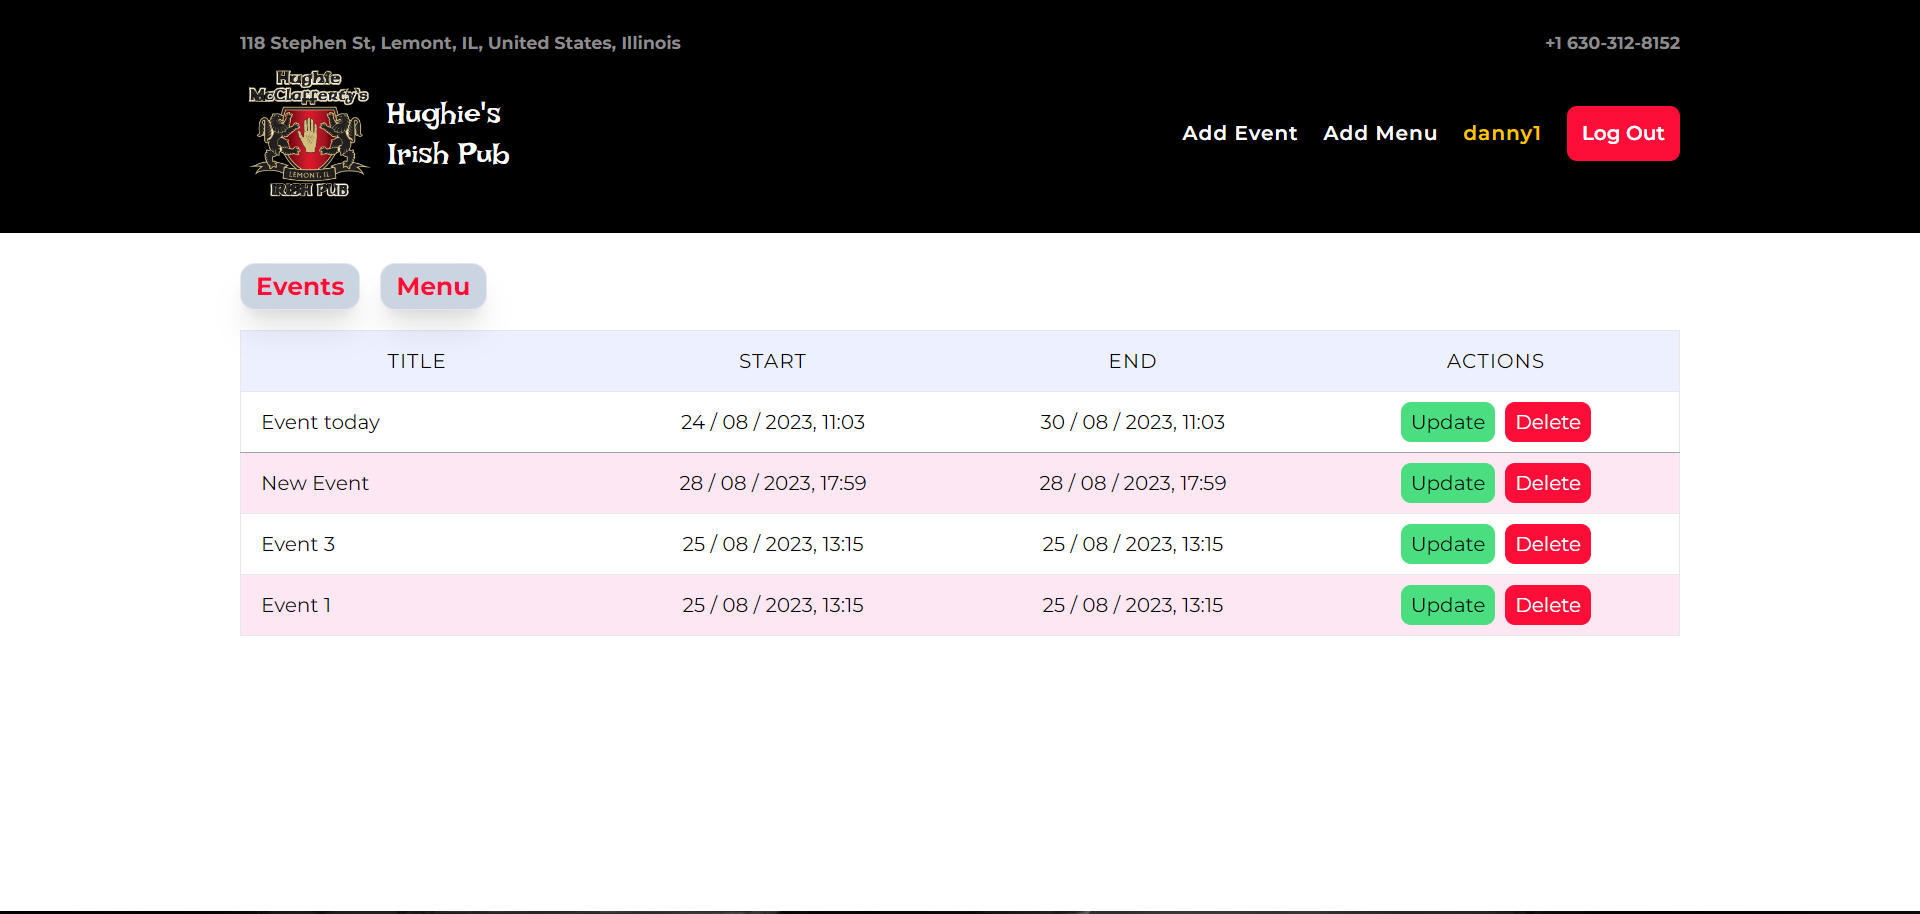 118 Stephen St, Lemont, IL, United States, Illinois
+1 630-312-8152
Hughie
McClafferty's
LEMONT, IL
IRISH PUB
Hughie's
Irish Pub
Add Event
Add Menu
danny1
Log Out
Events
Menu
TITLE START END ACTIONS
Event today 24 / 08 / 2023, 11:03 30 / 08 / 2023, 11:03 Update Delete
New Event 28 / 08 / 2023, 17:59 28 / 08 / 2023, 17:59 Update Delete
Event 3 25 / 08 / 2023, 13:15 25 / 08 / 2023, 13:15 Update Delete
Event 1 25 / 08 / 2023, 13:15 25 / 08 / 2023, 13:15 Update Delete